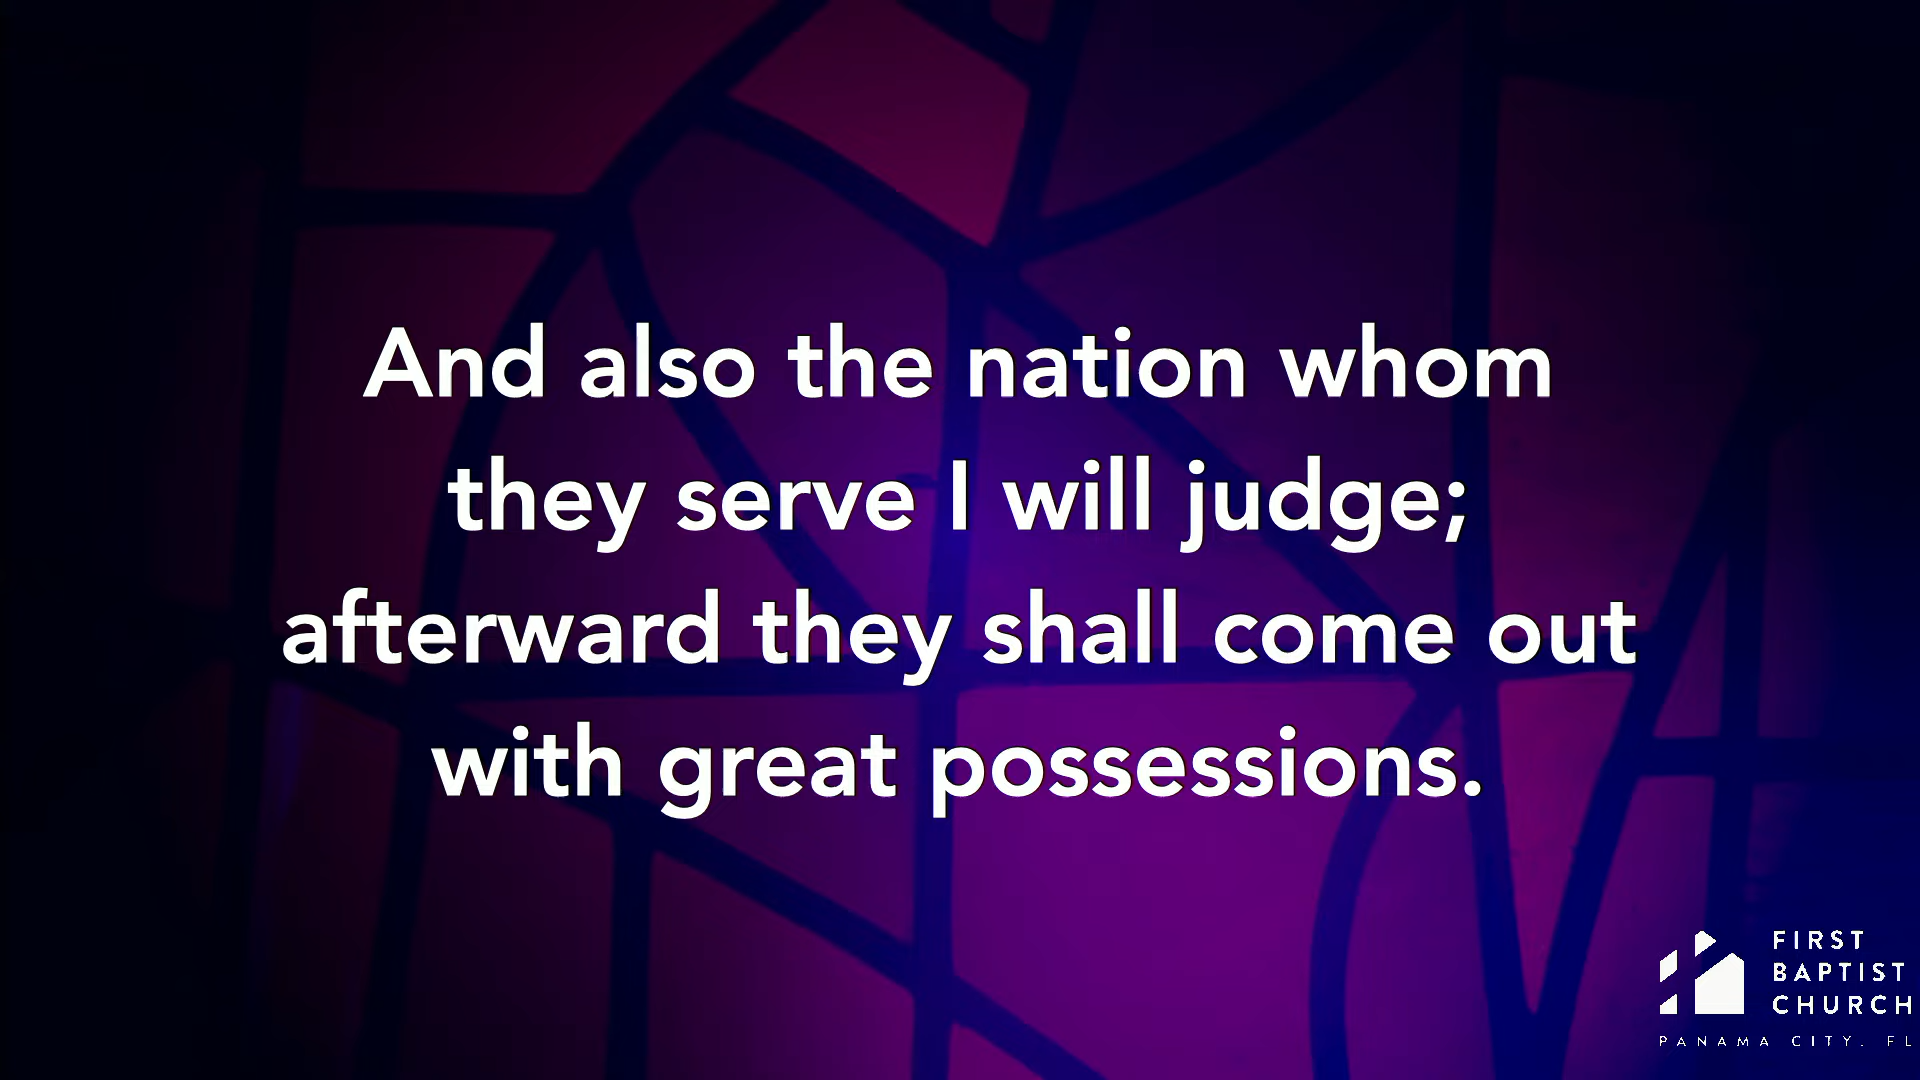 And also the nation whom
they serve I will judge;
afterward they shall come out
with great possessions.
FIRST
BAPTIST
CHURCH
PANAMA CITY, FL